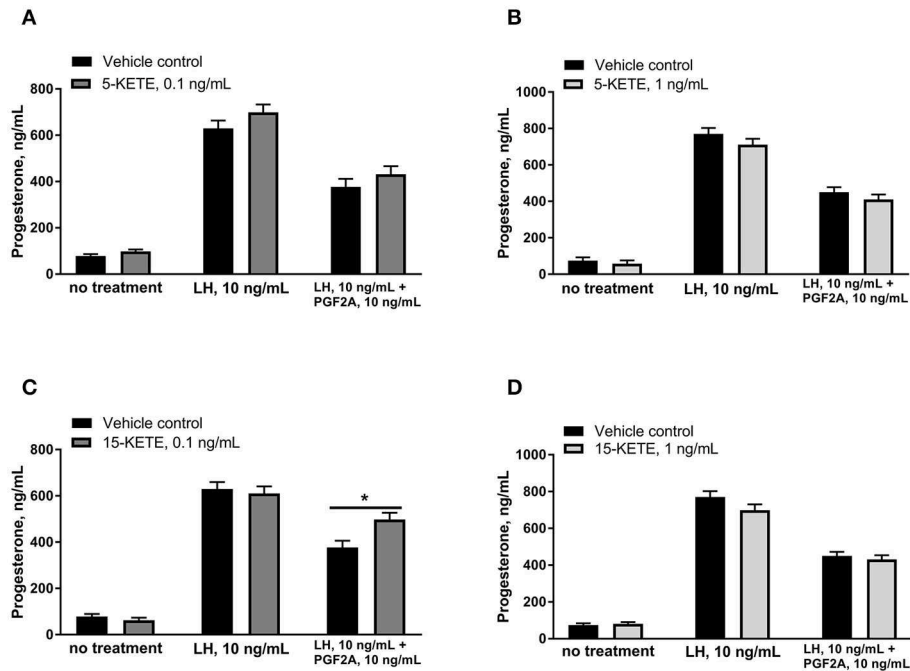 A
Vehicle control
5-KETE, 0.1 ng/mL
Progesterone, ng/mL
800
600
400
200
0
no treatment
LH, 10 ng/mL
LH, 10 ng/mL +
PGF2A, 10 ng/mL
B
Vehicle control
5-KETE, 1 ng/mL
Progesterone, ng/mL
1000
800
600
400
200
0
no treatment
LH, 10 ng/mL
LH, 10 ng/mL +
PGF2A, 10 ng/mL
C
Vehicle control
15-KETE, 0.1 ng/mL
Progesterone, ng/mL
800
600
400
200
0
*
no treatment
LH, 10 ng/mL
LH, 10 ng/mL +
PGF2A, 10 ng/mL
D
Vehicle control
15-KETE, 1 ng/mL
Progesterone, ng/mL
1000
800
600
400
200
0
no treatment
LH, 10 ng/mL
LH, 10 ng/mL +
PGF2A, 10 ng/mL